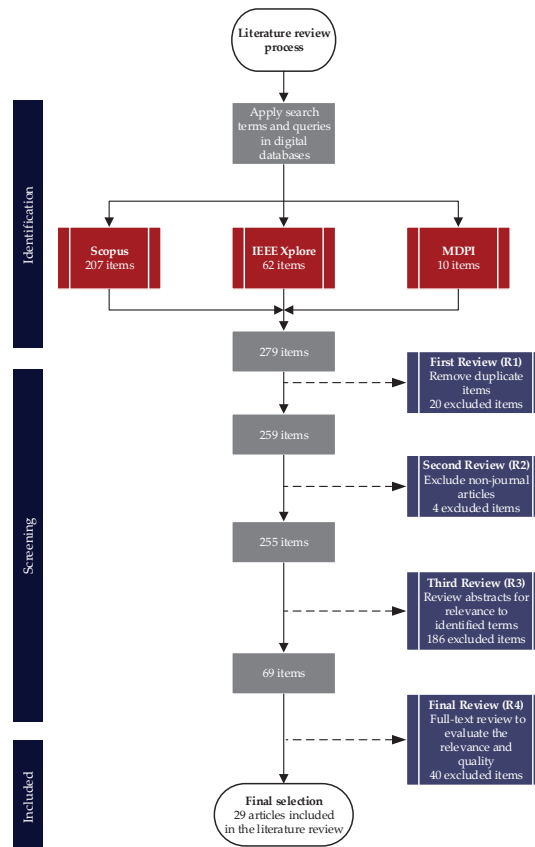 Literature review
process
Identification
Apply search
terms and queries
in digital
databases
Scopus
207 items
IEEE Xplore
62 items
MDPI
10 items
279 items
First Review (R1)
Remove duplicate
items
20 excluded items
Screening
259 items
Second Review (R2)
Exclude non-journal
articles
4 excluded items
255 items
Third Review (R3)
Review abstracts for
relevance to
identified terms
186 excluded items
69 items
Final Review (R4)
Full-text review to
evaluate the
relevance and
quality
40 excluded items
Included
Final selection
29 articles included
in the literature review